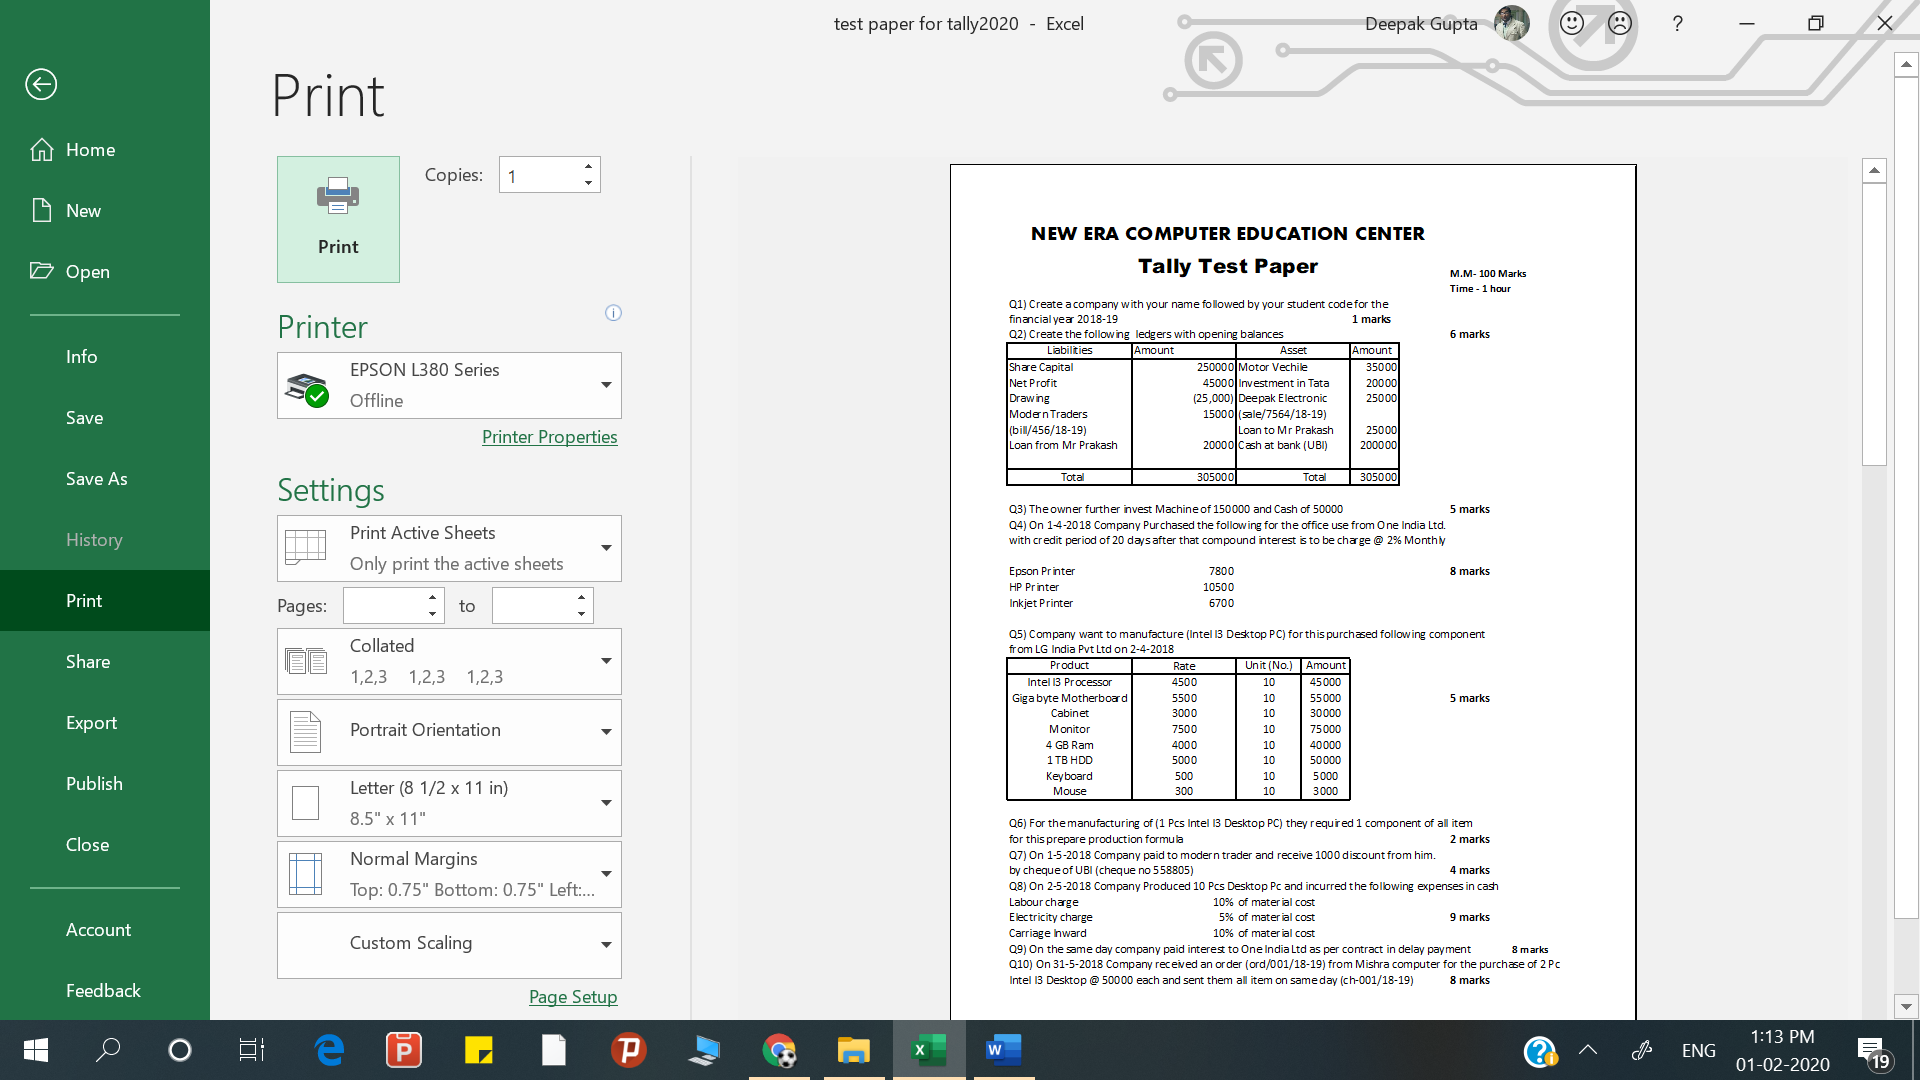 test paper for tally2020 - Excel
Deepak Gupta
?
Print
Home
New
Open
Info
Save
Save As
History
Print
Share
Export
Publish
Close
Account
Feedback
Print
Copies: 1
Printer
EPSON L380 Series
Offline
Printer Properties
Settings
Print Active Sheets
Only print the active sheets
Pages: to
Collated
1,2,3 1,2,3 1,2,3
Portrait Orientation
Letter (8 1/2 x 11 in)
8.5" x 11"
Normal Margins
Top: 0.75" Bottom: 0.75" Left:...
Custom Scaling
Page Setup
NEW ERA COMPUTER EDUCATION CENTER
Tally Test Paper
M.M- 100 Marks
Time - 1 hour
Q1) Create a company with your name followed by your student code for the
financial year 2018-19 1 marks
Q2) Create the following ledgers with opening balances 6 marks
Liabilities Amount Asset Amount
Share Capital 250000 Motor Vechile 35000
Net Profit 45000 Investment in Tata 20000
Drawing (25,000) Deepak Electronic 25000
Modern Traders 15000 (sale/7564/18-19)
(bill/456/18-19) Loan to Mr Prakash 25000
Loan from Mr Prakash 20000 Cash at bank (UBI) 200000
Total 305000 Total 305000
Q3) The owner further invest Machine of 150000 and Cash of 50000 5 marks
Q4) On 1-4-2018 Company Purchased the following for the office use from One India Ltd.
with credit period of 20 days after that compound interest is to be charge @ 2% Monthly
Epson Printer 7800 8 marks
HP Printer 10500
Inkjet Printer 6700
Q5) Company want to manufacture (Intel I3 Desktop PC) for this purchased following component
from LG India Pvt Ltd on 2-4-2018
Product Rate Unit (No.) Amount
Intel I3 Processor 4500 10 45000
Giga byte Motherboard 5500 10 55000 5 marks
Cabinet 3000 10 30000
Monitor 7500 10 75000
4 GB Ram 4000 10 40000
1 TB HDD 5000 10 50000
Keyboard 500 10 5000
Mouse 300 10 3000
Q6) For the manufacturing of (1 Pcs Intel I3 Desktop PC) they required 1 component of all item
for this prepare production formula 2 marks
Q7) On 1-5-2018 Company paid to modern trader and receive 1000 discount from him.
by cheque of UBI (cheque no 558805) 4 marks
Q8) On 2-5-2018 Company Produced 10 Pcs Desktop Pc and incurred the following expenses in cash
Labour charge 10% of material cost
Electricity charge 5% of material cost 9 marks
Carriage Inward 10% of material cost
Q9) On the same day company paid interest to One India Ltd as per contract in delay payment 8 marks
Q10) On 31-5-2018 Company received an order (ord/001/18-19) from Mishra computer for the purchase of 2 Pc
Intel I3 Desktop @ 50000 each and sent them all item on same day (ch-001/18-19) 8 marks
ENG
1:13 PM
01-02-2020
19